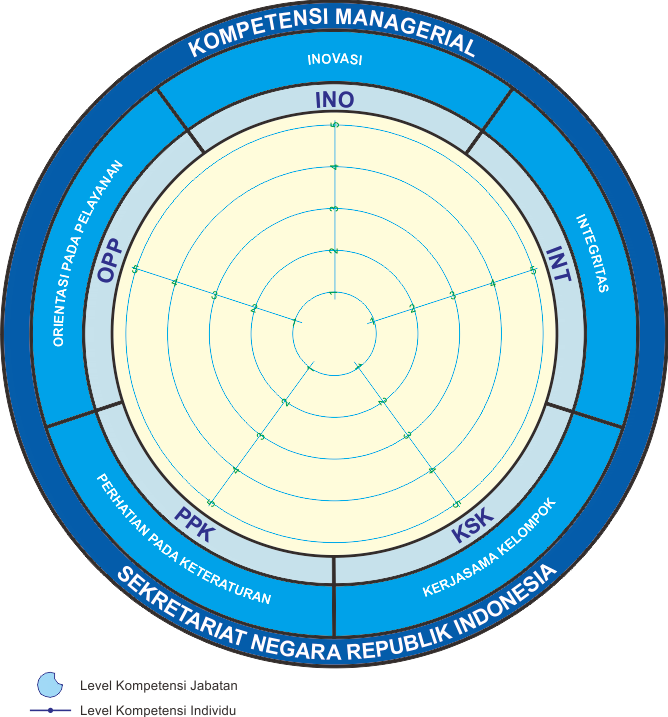 KOMPETENSI MANAGERIAL
INOVASI
INO
ORIENTASI PADA PELAYANAN
OPP
INTEGRITAS
INT
5
4
3
2
1
5
4
3
2
1
1
2
3
4
5
1
2
3
4
5
1
2
3
4
5
PPK
PERHATIAN PADA KETERATURAN
KSK
KERJASAMA KELOMPOK
SEKRETARIAT NEGARA REPUBLIK INDONESIA
Level Kompetensi Jabatan
Level Kompetensi Individu